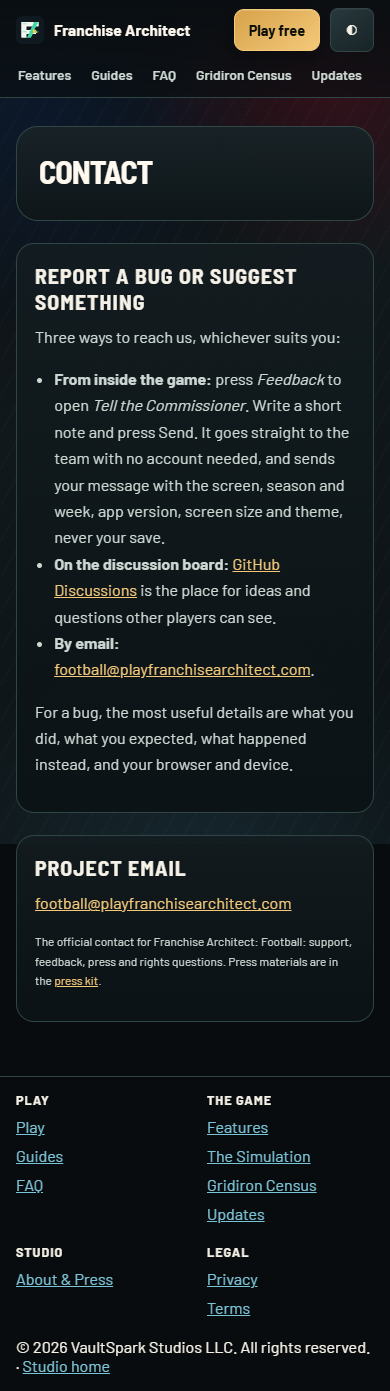 Franchise Architect
Play free
Features Guides FAQ Gridiron Census Updates
CONTACT
REPORT A BUG OR SUGGEST
SOMETHING
Three ways to reach us, whichever suits you:
• From inside the game: press Feedback to
open Tell the Commissioner. Write a short
note and press Send. It goes straight to the
team with no account needed, and sends
your message with the screen, season and
week, app version, screen size and theme,
never your save.
• On the discussion board: GitHub
Discussions is the place for ideas and
questions other players can see.
• By email:
football@playfranchisearchitect.com.
For a bug, the most useful details are what you
did, what you expected, what happened
instead, and your browser and device.
PROJECT EMAIL
football@playfranchisearchitect.com
The official contact for Franchise Architect: Football: support,
feedback, press and rights questions. Press materials are in
the press kit.
PLAY
Play
Guides
FAQ
THE GAME
Features
The Simulation
Gridiron Census
Updates
STUDIO
About & Press
LEGAL
Privacy
Terms
© 2026 VaultSpark Studios LLC. All rights reserved.
· Studio home